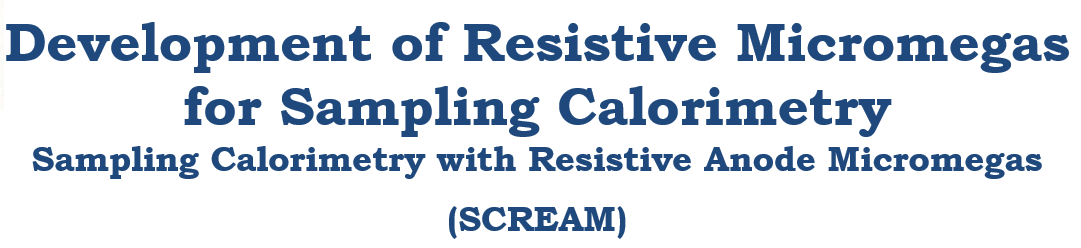 Development of Resistive Micromegas
for Sampling Calorimetry
Sampling Calorimetry with Resistive Anode Micromegas
(SCREAM)